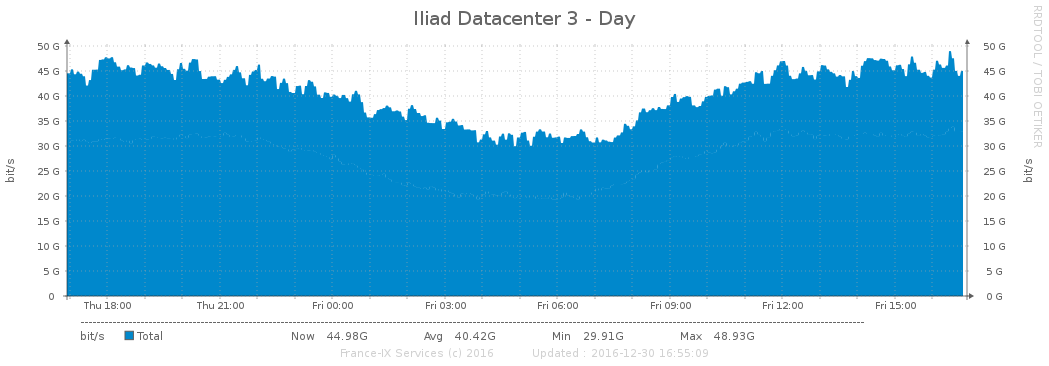 Iliad Datacenter 3 - Day
RRDTOOL / TOBI OETIKER
50 G 50 G
45 G 45 G
40 G 40 G
35 G 35 G
30 G 30 G
25 G 25 G
20 G 20 G
15 G 15 G
10 G 10 G
5 G 5 G
0 0 G
bit/s bit/s
Thu 18:00 Thu 21:00 Fri 00:00 Fri 03:00 Fri 06:00 Fri 09:00 Fri 12:00 Fri 15:00
bit/s Total Now 44.98G Avg 40.42G Min 29.91G Max 48.93G
France-IX Services (c) 2016 Updated : 2016-12-30 16:55:09